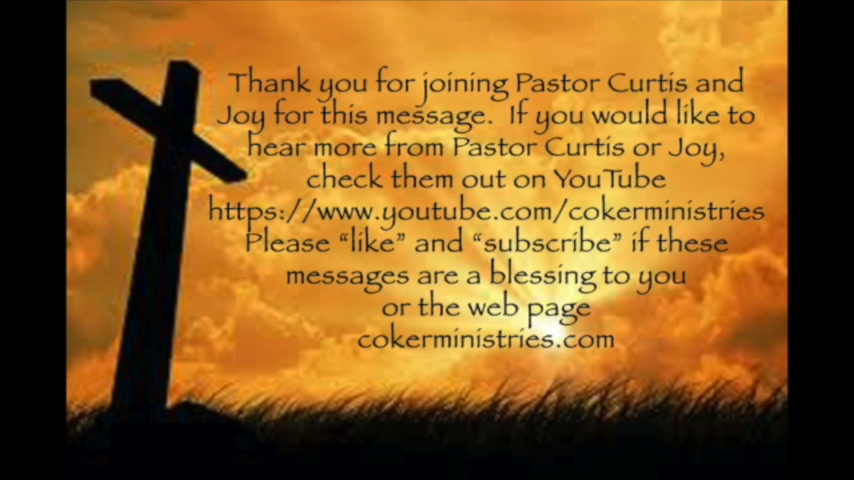 Thank you for joining Pastor Curtis and
Joy for this message. If you would like to
hear more from Pastor Curtis or Joy,
check them out on YouTube
https://www.youtube.com/cokerministries
Please “like” and “subscribe” if these
messages are a blessing to you
or the web page
cokerministries.com